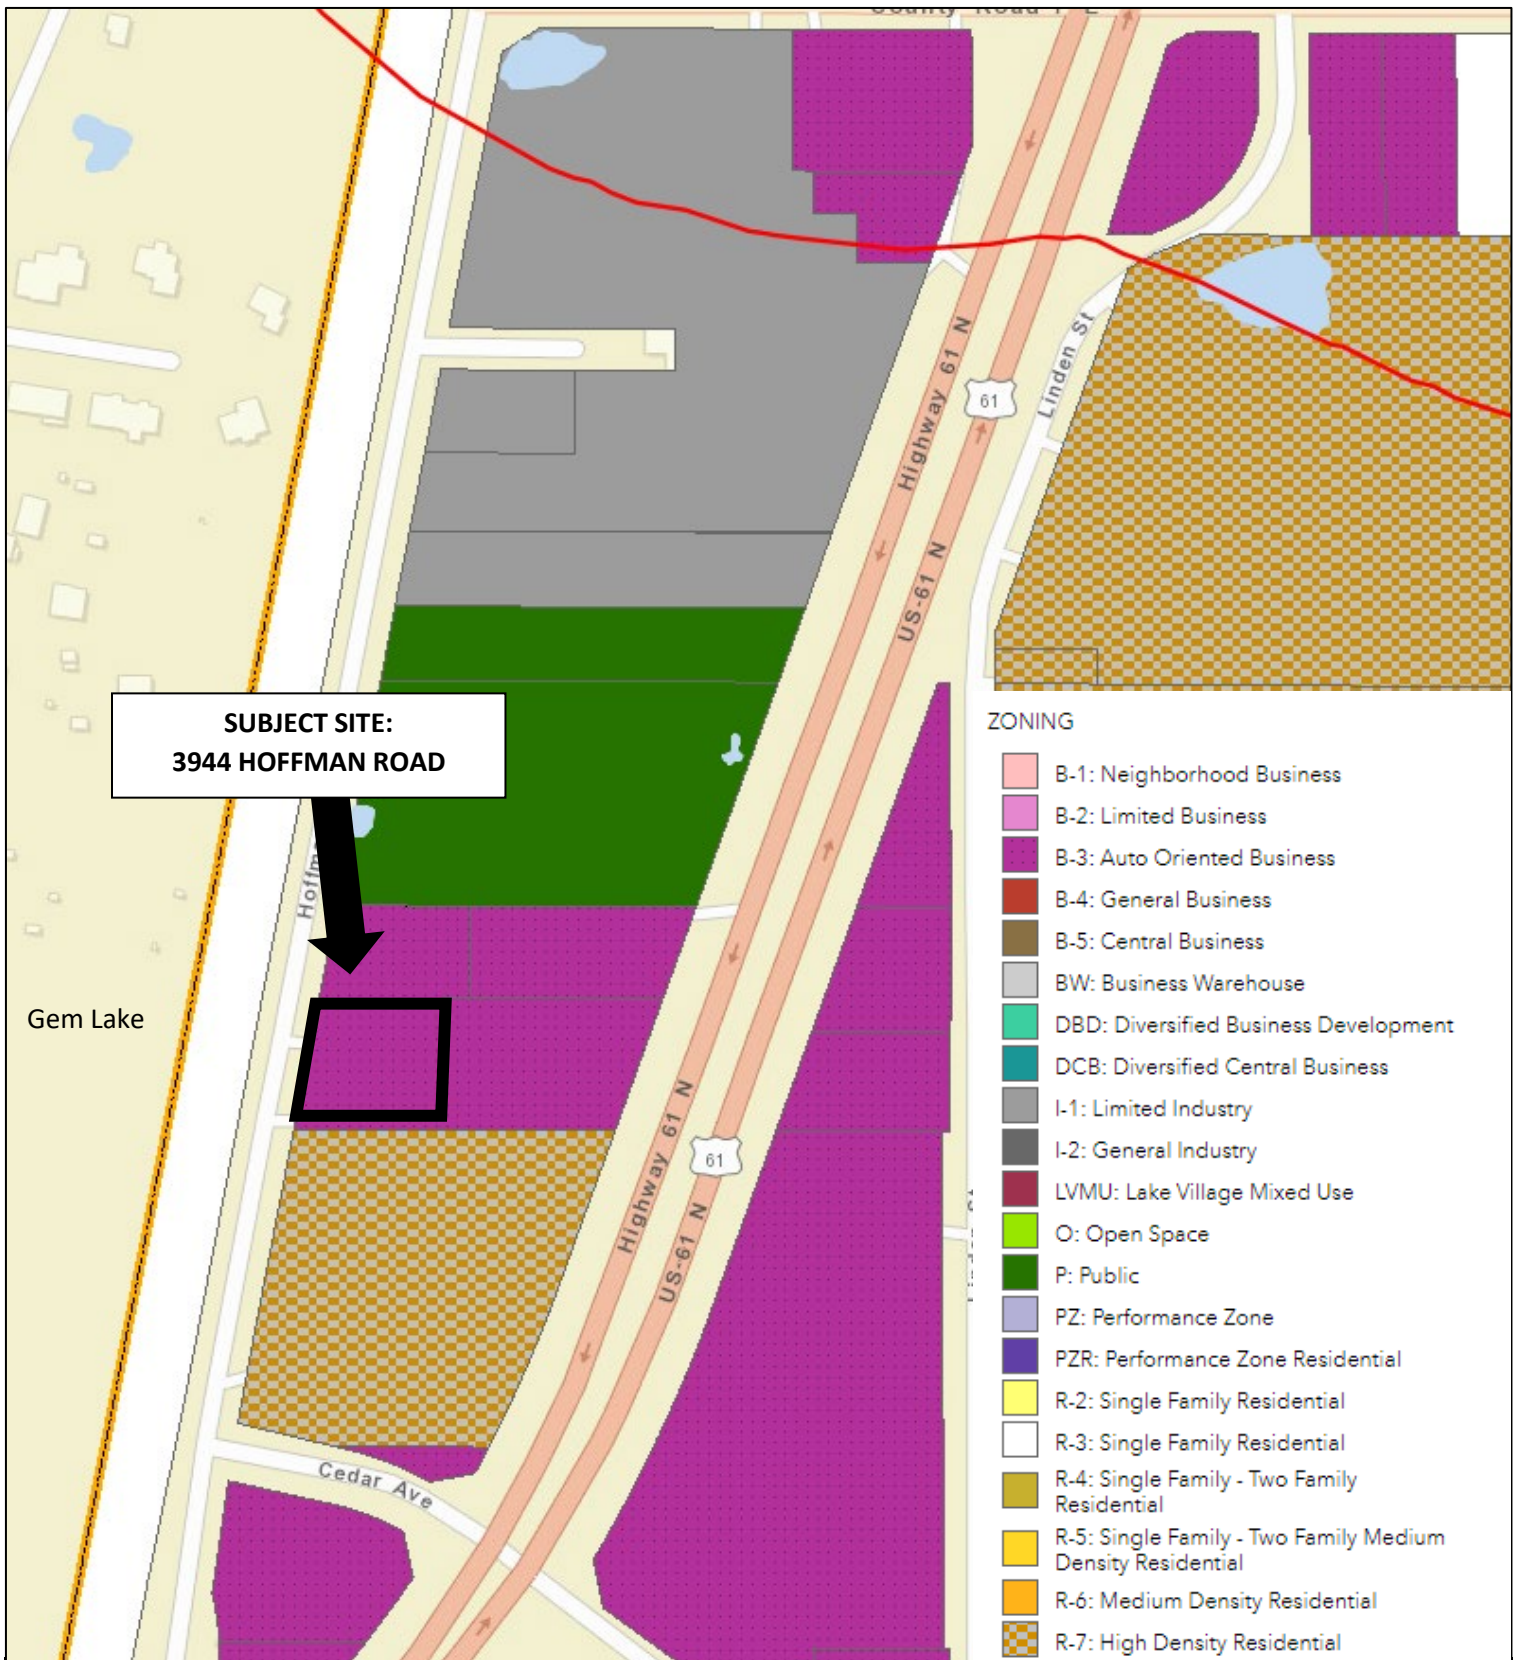 Highway 61 N
61
Linden St
US-61 N
SUBJECT SITE:
3944 HOFFMAN ROAD
Gem Lake
Highway 61 N
61
US-61 N
Cedar Ave
ZONING
B-1: Neighborhood Business
B-2: Limited Business
B-3: Auto Oriented Business
B-4: General Business
B-5: Central Business
BW: Business Warehouse
DBD: Diversified Business Development
DCB: Diversified Central Business
I-1: Limited Industry
I-2: General Industry
LVMU: Lake Village Mixed Use
O: Open Space
P: Public
PZ: Performance Zone
PZR: Performance Zone Residential
R-2: Single Family Residential
R-3: Single Family Residential
R-4: Single Family - Two Family
Residential
R-5: Single Family - Two Family Medium
Density Residential
R-6: Medium Density Residential
R-7: High Density Residential